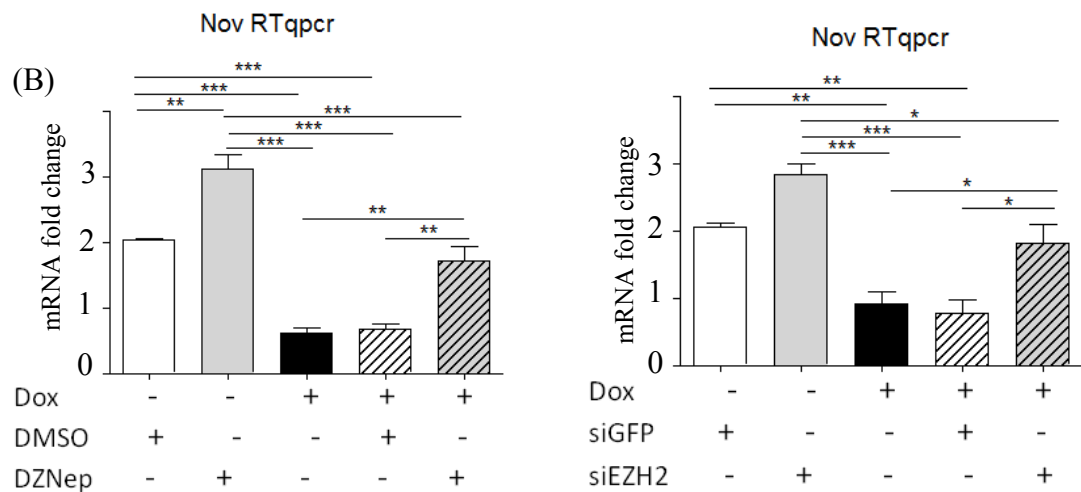 Nov RTqpcr
(B)
***
***
**
***
***
***
**
**
mRNA fold change
3
2
1
0
Dox - - + + +
DMSO + - - + -
DZNep - + - - +
Nov RTqpcr
**
**
*
***
***
*
*
mRNA fold change
3
2
1
0
Dox - - + + +
siGFP + - - + -
siEZH2 - + - - +